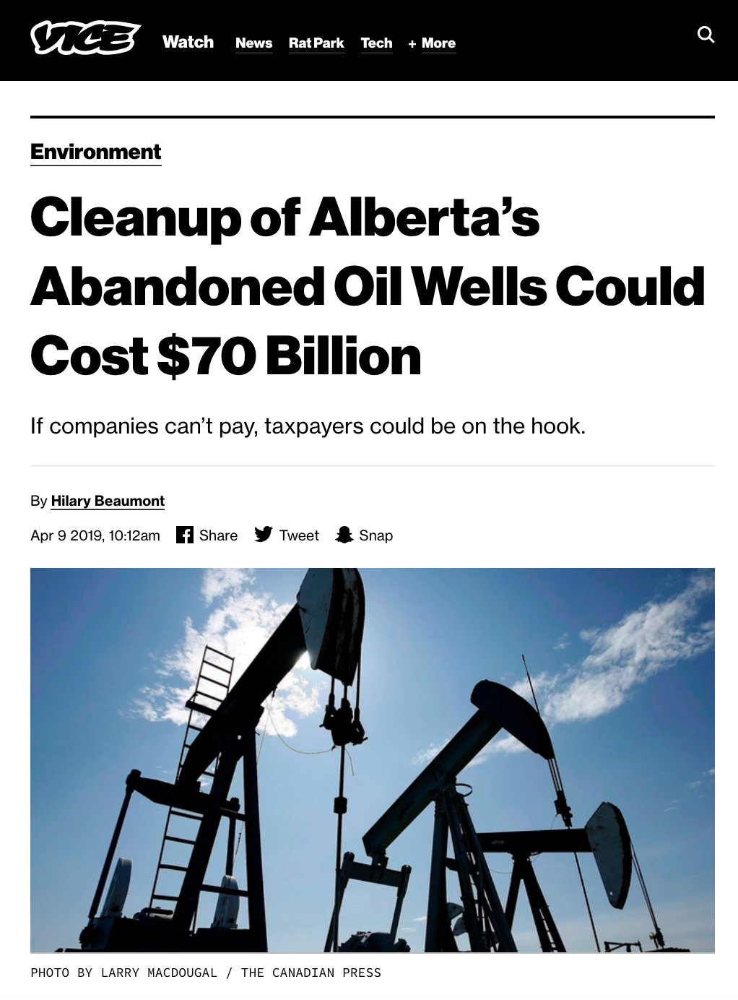 VICE
Watch News Rat Park Tech + More
Environment
Cleanup of Alberta’s
Abandoned Oil Wells Could
Cost $70 Billion
If companies can’t pay, taxpayers could be on the hook.
By Hilary Beaumont
Apr 9 2019, 10:12am Share Tweet Snap
PHOTO BY LARRY MACDOUGAL / THE CANADIAN PRESS